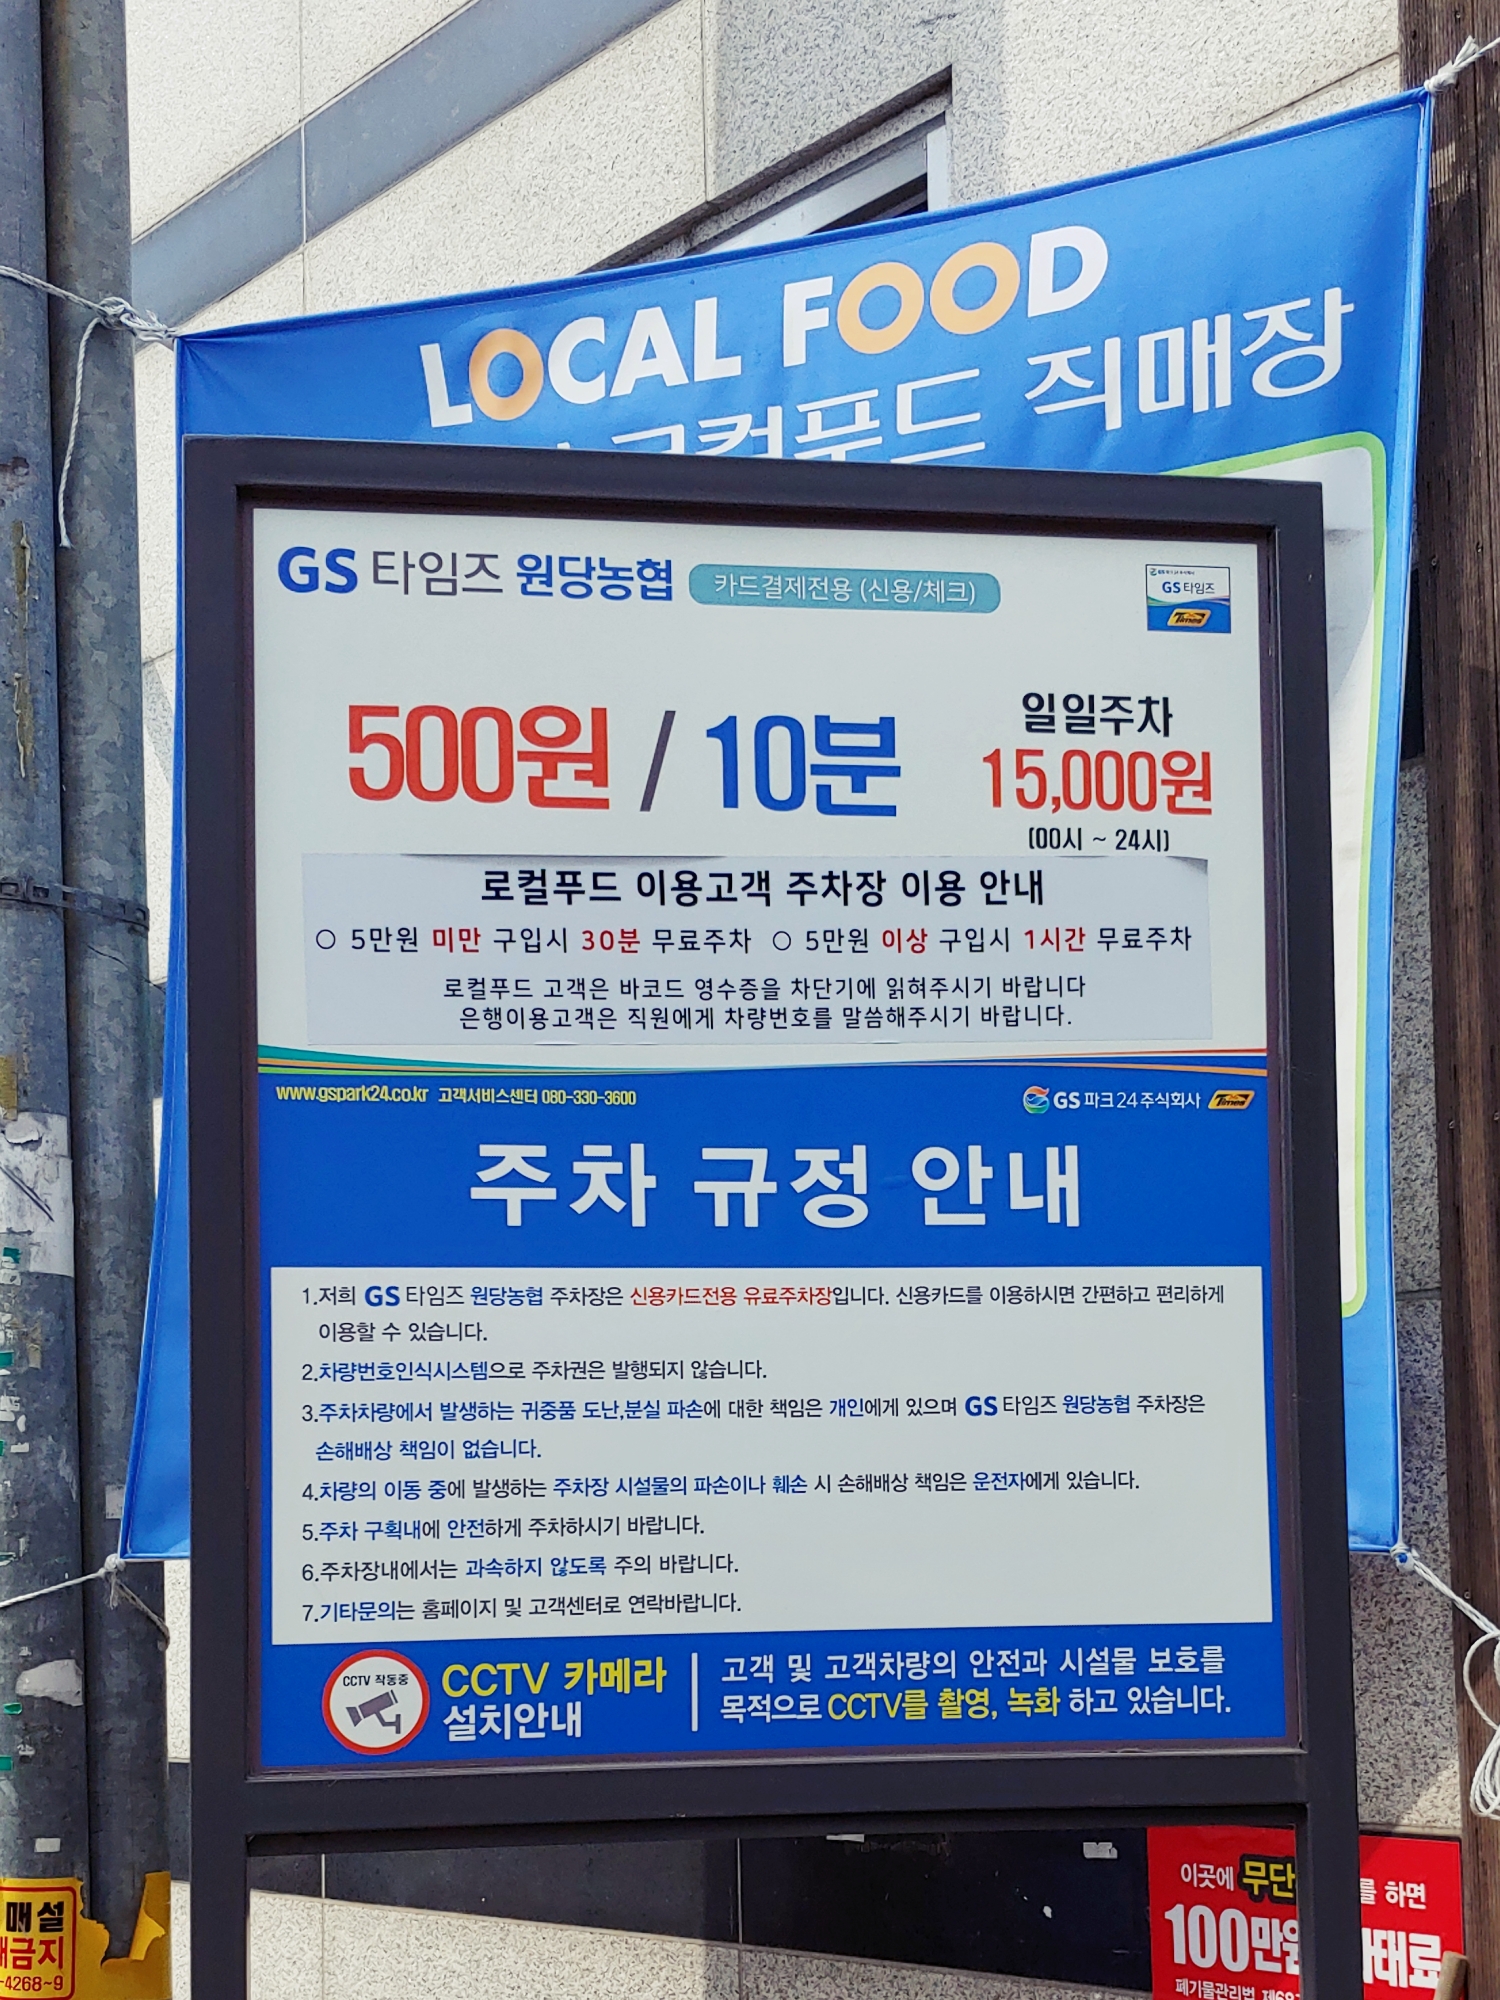 LOCAL FOOD
로컬푸드 직매장
GS 타임즈 원당농협 카드결제전용 (신용/체크)
GS 타임즈
Times
500원 / 10분
일일주차
15,000원
(00시 ~ 24시)
로컬푸드 이용고객 주차장 이용 안내
○ 5만원 미만 구입시 30분 무료주차 ○ 5만원 이상 구입시 1시간 무료주차
로컬푸드 고객은 바코드 영수증을 차단기에 읽혀주시기 바랍니다
은행이용고객은 직원에게 차량번호를 말씀해주시기 바랍니다.
www.gspark24.co.kr 고객서비스센터 080-330-3600
GS 파크24 주식회사 Times
주차 규정 안내
1.저희 GS 타임즈 원당농협 주차장은 신용카드전용 유료주차장입니다. 신용카드를 이용하시면 간편하고 편리하게
이용할 수 있습니다.
2.차량번호인식시스템으로 주차권은 발행되지 않습니다.
3.주차차량에서 발생하는 귀중품 도난,분실 파손에 대한 책임은 개인에게 있으며 GS 타임즈 원당농협 주차장은
손해배상 책임이 없습니다.
4.차량의 이동 중에 발생하는 주차장 시설물의 파손이나 훼손 시 손해배상 책임은 운전자에게 있습니다.
5.주차 구획내에 안전하게 주차하시기 바랍니다.
6.주차장내에서는 과속하지 않도록 주의 바랍니다.
7.기타문의는 홈페이지 및 고객센터로 연락바랍니다.
CCTV 작동중
CCTV 카메라
설치안내
고객 및 고객차량의 안전과 시설물 보호를
목적으로 CCTV를 촬영, 녹화 하고 있습니다.
이곳에 무단 를 하면
100만원 태료
폐기물관리법
매설
금지
-4268~9